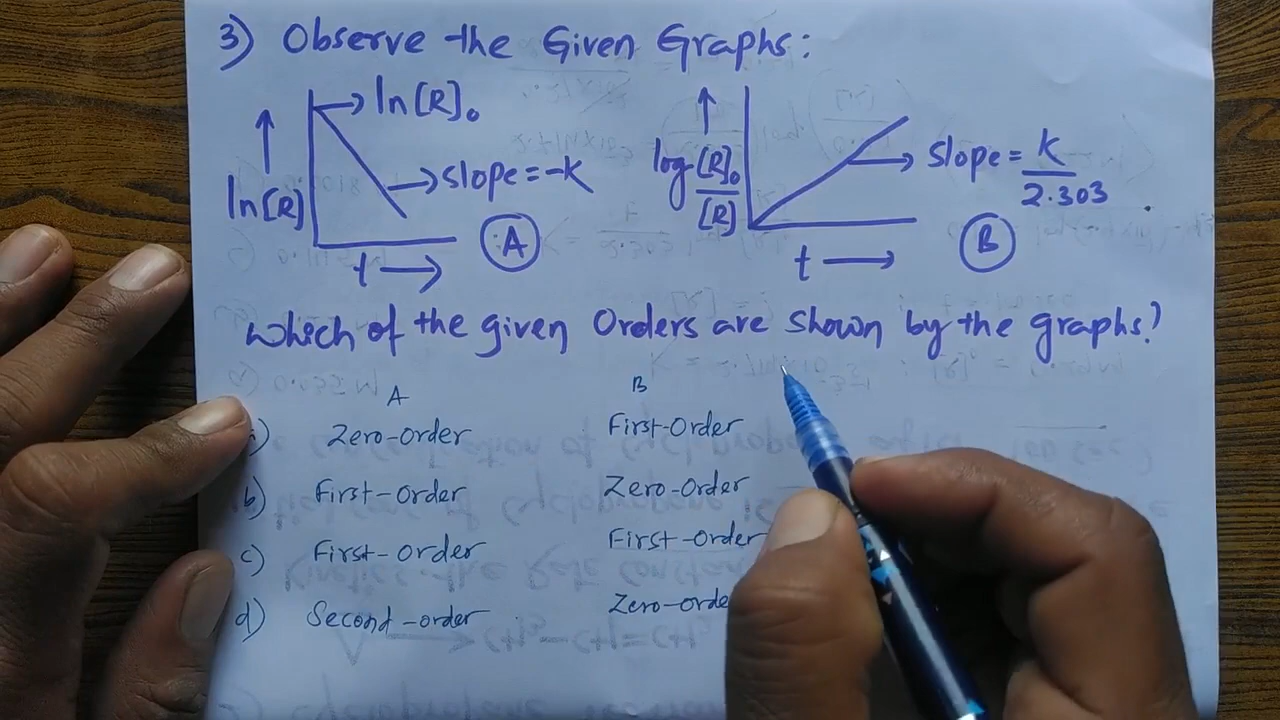 3) Observe the Given Graphs:
ln[R]₀
ln[R]
slope=-K
A
t
log [R]₀
[R]
slope = K
2.303
B
t
Which of the given Orders are shown by the graphs?
A B
Zero-Order First-Order
b) First-Order Zero-Order
c) First-Order First-Order
d) Second-order Zero-orde